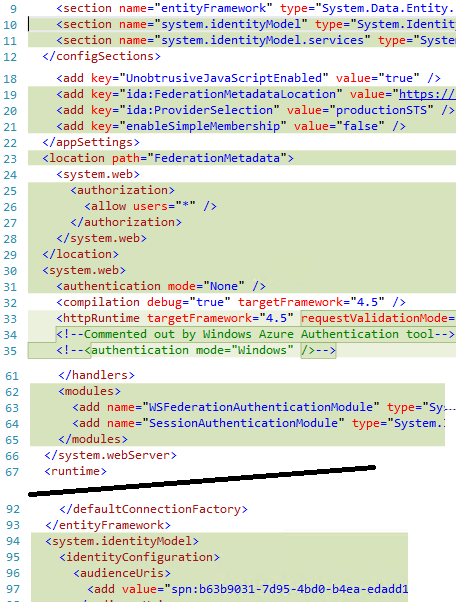 9 <section name="entityFramework" type="System.Data.Entity.
10 <section name="system.identityModel" type="System.Identit
11 <section name="system.identityModel.services" type="Syste
12 </configSections>
18 <add key="UnobtrusiveJavaScriptEnabled" value="true" />
19 <add key="ida:FederationMetadataLocation" value="https://
20 <add key="ida:ProviderSelection" value="productionSTS" />
21 <add key="enableSimpleMembership" value="false" />
22 </appSettings>
23 <location path="FederationMetadata">
24 <system.web>
25 <authorization>
26 <allow users="*" />
27 </authorization>
28 </system.web>
29 </location>
30 <system.web>
31 <authentication mode="None" />
32 <compilation debug="true" targetFramework="4.5" />
33 <httpRuntime targetFramework="4.5" requestValidationMode=
34 <!--Commented out by Windows Azure Authentication tool-->
35 <!--<authentication mode="Windows" />-->
61 </handlers>
62 <modules>
63 <add name="WSFederationAuthenticationModule" type="Sys
64 <add name="SessionAuthenticationModule" type="System.I
65 </modules>
66 </system.webServer>
67 <runtime>
92 </defaultConnectionFactory>
93 </entityFramework>
94 <system.identityModel>
95 <identityConfiguration>
96 <audienceUris>
97 <add value="spn:b63b9031-7d95-4bd0-b4ea-edadd1